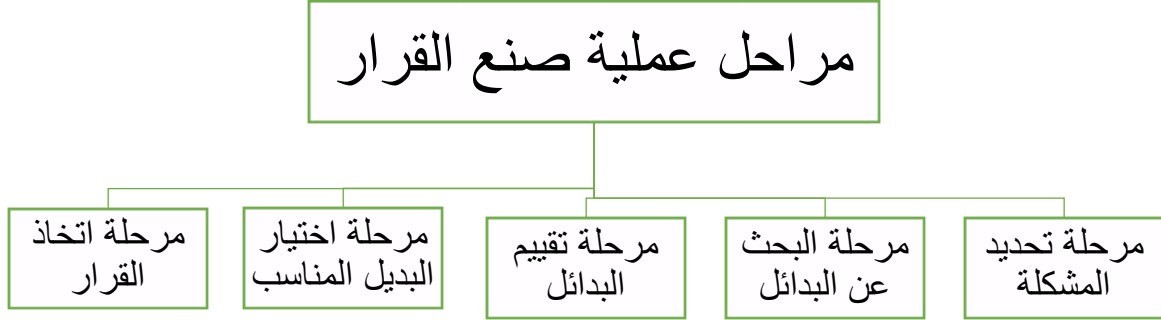 مراحل عملية صنع القرار
مرحلة تحديد
المشكلة
مرحلة البحث
عن البدائل
مرحلة تقييم
البدائل
مرحلة اختيار
البديل المناسب
مرحلة اتخاذ
القرار